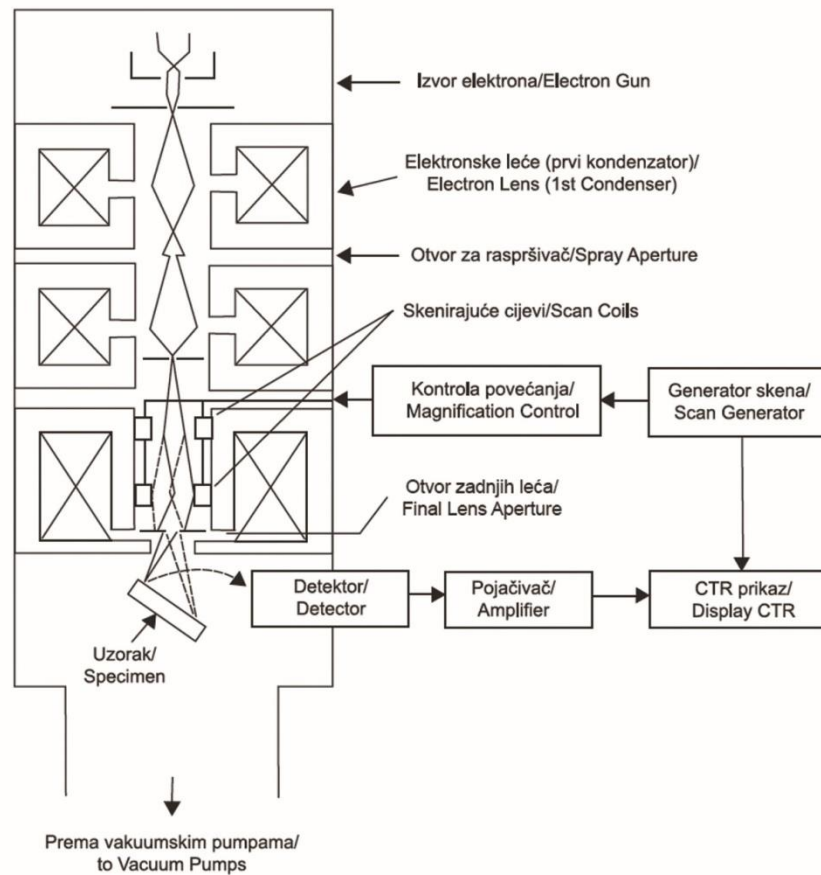 Izvor elektrona/Electron Gun
Elektronske leće (prvi kondenzator)/
Electron Lens (1st Condenser)
Otvor za raspršivač/Spray Aperture
Skenirajuće cijevi/Scan Coils
Kontrola povećanja/
Magnification Control
Generator skena/
Scan Generator
Otvor zadnjih leća/
Final Lens Aperture
Detektor/
Detector
Pojačivač/
Amplifier
CTR prikaz/
Display CTR
Uzorak/
Specimen
Prema vakuumskim pumpama/
to Vacuum Pumps